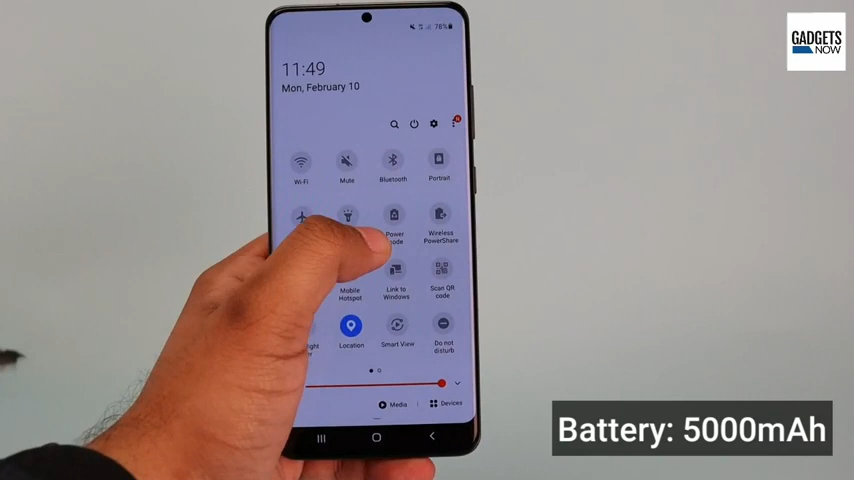 GADGETS
NOW
76%
11:49
Mon, February 10
Wi-Fi
Mute
Bluetooth
Portrait
Power
mode
Wireless
PowerShare
Mobile
Hotspot
Link to
Windows
Scan QR
code
Location
Smart View
Do not
disturb
Media
Devices
Battery: 5000mAh